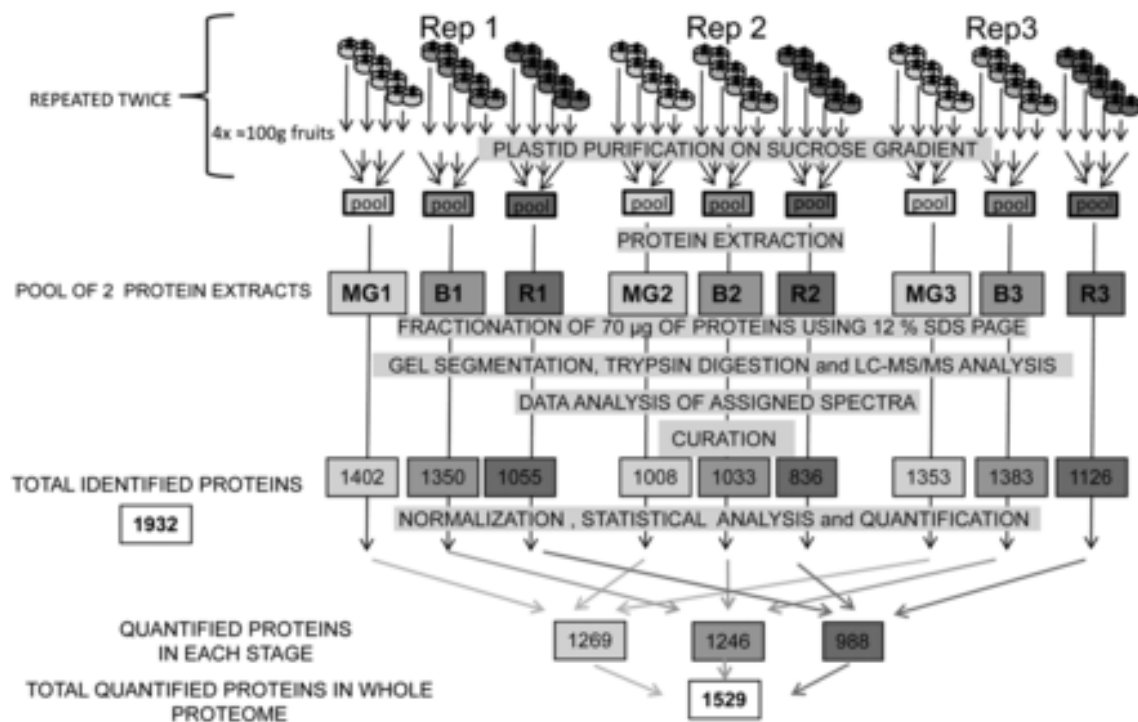 Rep 1 Rep 2 Rep3
REPEATED TWICE
4x ≈100g fruits
PLASTID PURIFICATION ON SUCROSE GRADIENT
pool pool pool pool pool pool pool pool pool
PROTEIN EXTRACTION
POOL OF 2 PROTEIN EXTRACTS MG1 B1 R1 MG2 B2 R2 MG3 B3 R3
FRACTIONATION OF 70 µg OF PROTEINS USING 12 % SDS PAGE
GEL SEGMENTATION, TRYPSIN DIGESTION and LC-MS/MS ANALYSIS
DATA ANALYSIS OF ASSIGNED SPECTRA
CURATION
TOTAL IDENTIFIED PROTEINS 1402 1350 1055 1008 1033 836 1353 1383 1126
1932
NORMALIZATION , STATISTICAL ANALYSIS and QUANTIFICATION
QUANTIFIED PROTEINS
IN EACH STAGE
1269 1246 988
TOTAL QUANTIFIED PROTEINS IN WHOLE
PROTEOME
1529